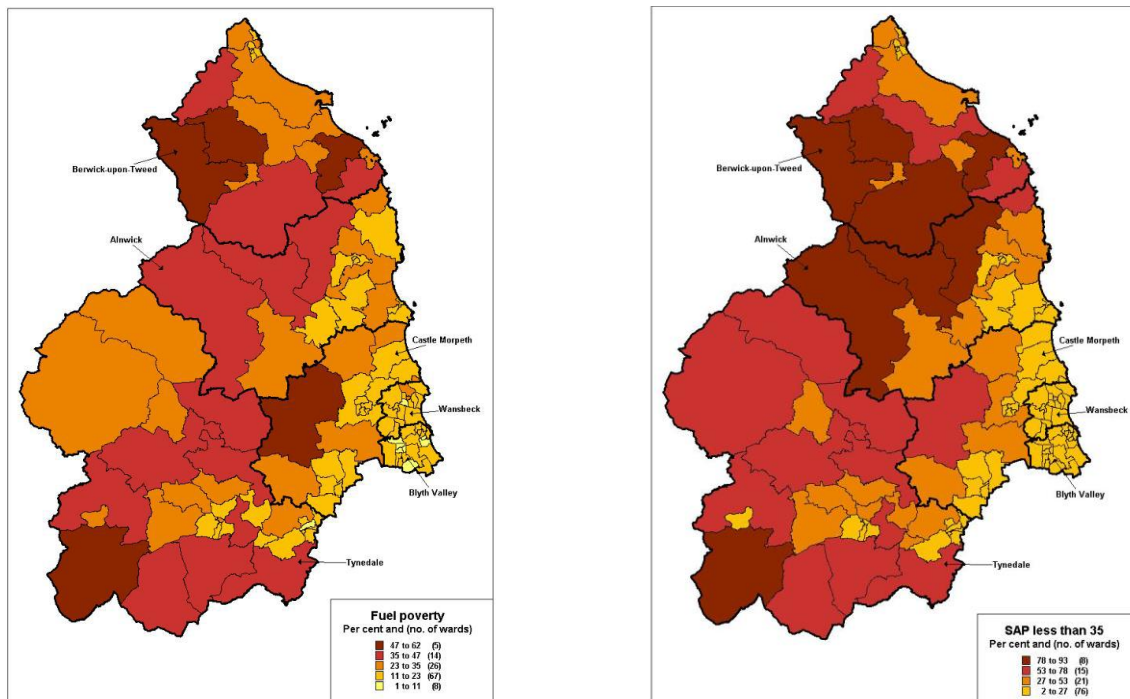 Berwick-upon-Tweed
Alnwick
Castle Morpeth
Wansbeck
Blyth Valley
Tynedale
Fuel poverty
Per cent and (no. of wards)
47 to 62 (5)
35 to 47 (14)
23 to 35 (26)
11 to 23 (67)
1 to 11 (8)
Berwick-upon-Tweed
Alnwick
Castle Morpeth
Wansbeck
Blyth Valley
Tynedale
SAP less than 35
Per cent and (no. of wards)
78 to 93 (8)
53 to 78 (15)
27 to 53 (21)
2 to 27 (76)